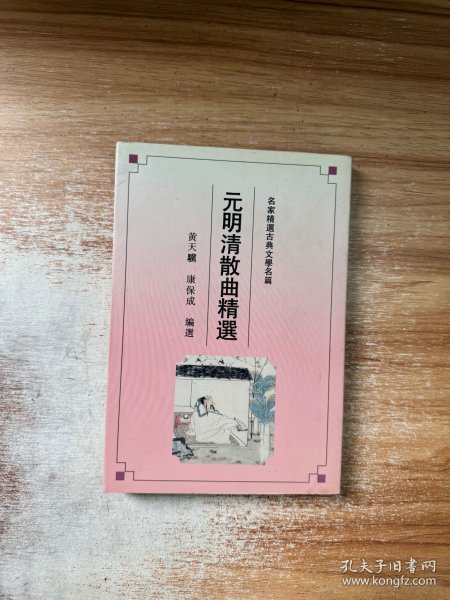 名家精選古典文學名篇
元明清散曲精選
黃天驥 康保成 編選
孔夫子旧书网
www.kongfz.com